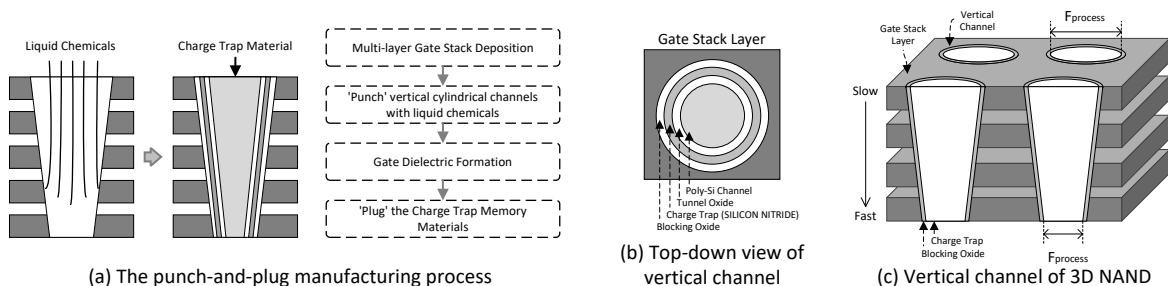 Liquid Chemicals
Charge Trap Material
Multi-layer Gate Stack Deposition
'Punch' vertical cylindrical channels
with liquid chemicals
Gate Dielectric Formation
'Plug' the Charge Trap Memory
Materials
(a) The punch-and-plug manufacturing process
Gate Stack Layer
Poly-Si Channel
Tunnel Oxide
Charge Trap (SILICON NITRIDE)
Blocking Oxide
(b) Top-down view of
vertical channel
Vertical
Channel
Fprocess
Gate Stack
Layer
Slow
Fast
Charge Trap
Blocking Oxide
Fprocess
(c) Vertical channel of 3D NAND